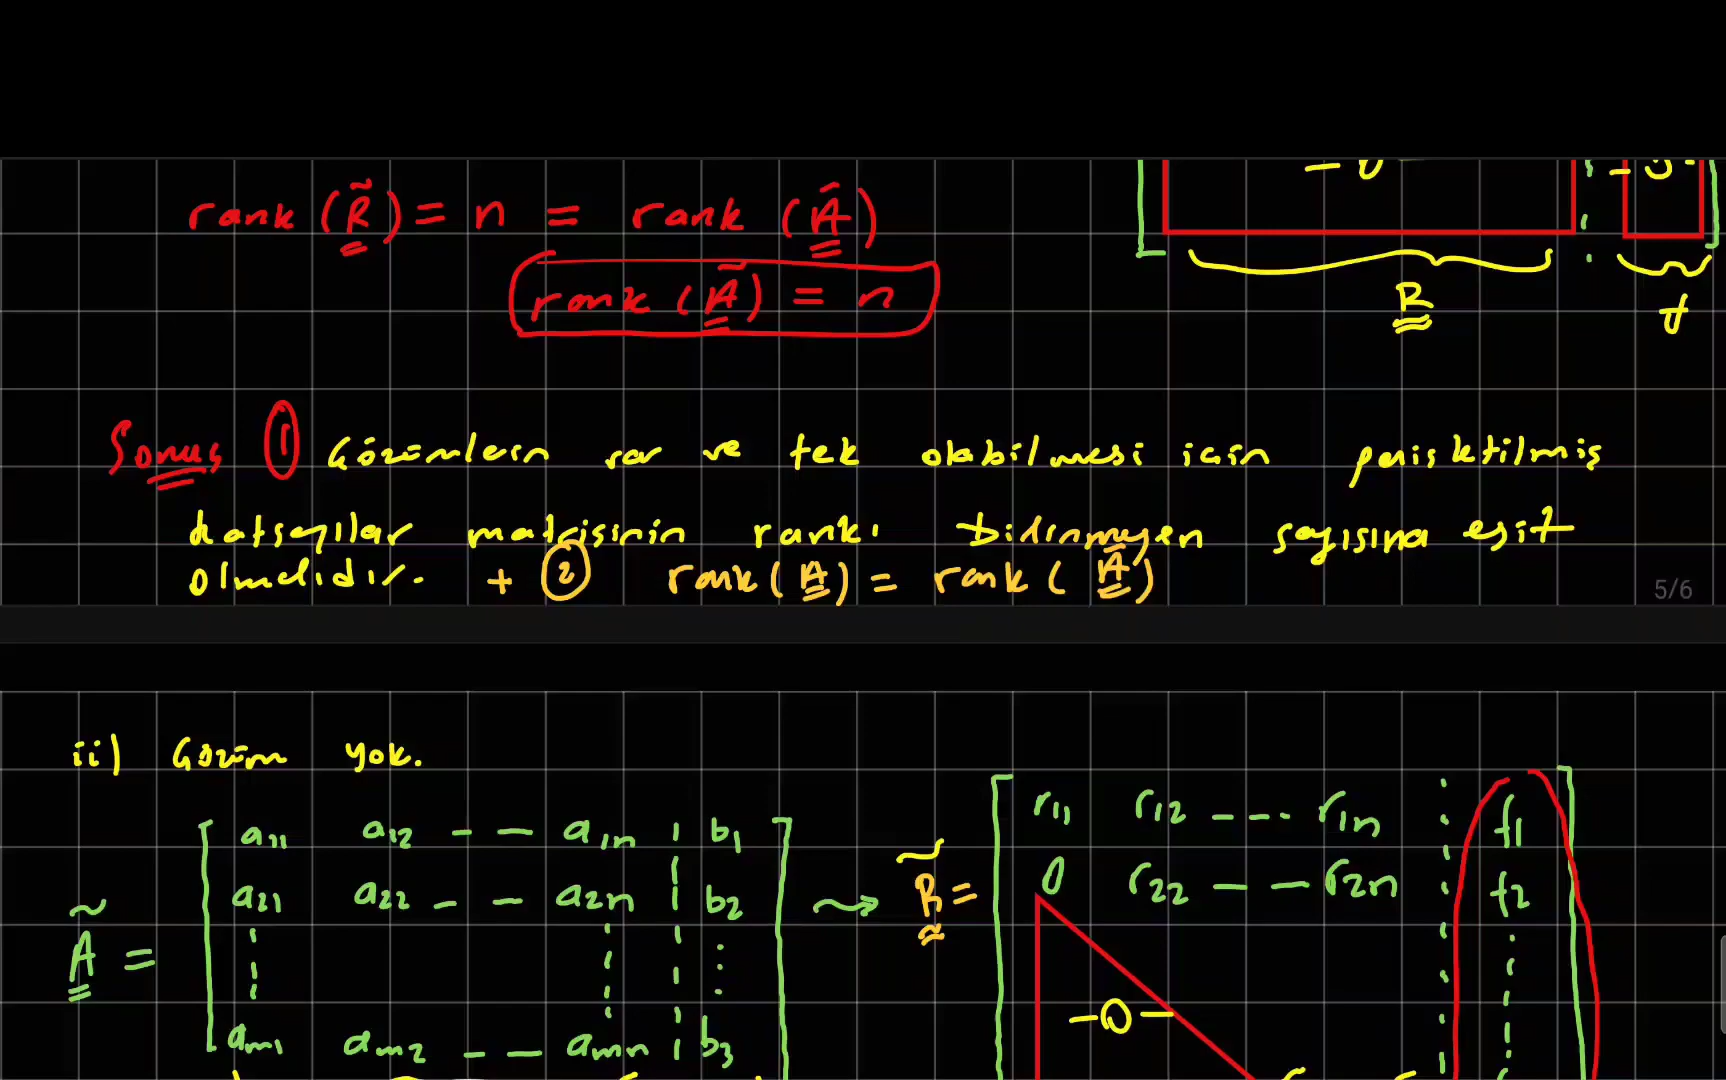 rank (R̃) = n = rank (Ã)
rank (Ã) = n
R
f
Sonuç ① Çözümlerin var ve tek olabilmesi için peris ktilmiş
katsayılar matrisinin rankı bilinmeyen sayısına eşit
olmalıdır. + ② rank(A) = rank(Ã)
5/6
ii) Çözüm yok.
a11 a12 - - a1n | b1
a21 a22 - - a2n | b2
Ã =
am1 am2 - - amn | b3
R̃ =
r11 r12 - - - r1n f1
0 r22 - - - r2n f2
-0-